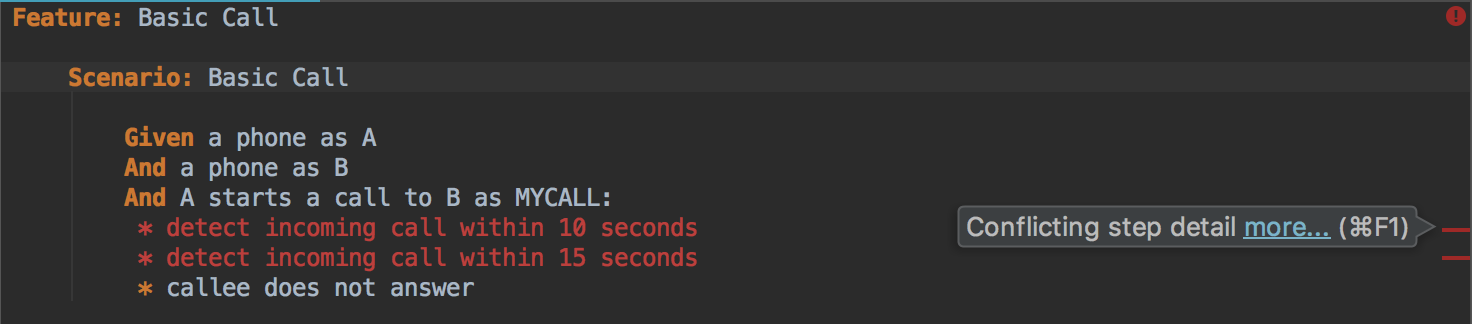 Feature: Basic Call
Scenario: Basic Call
Given a phone as A
And a phone as B
And A starts a call to B as MYCALL:
* detect incoming call within 10 seconds
Conflicting step detail more... (⌘F1)
* detect incoming call within 15 seconds
* callee does not answer